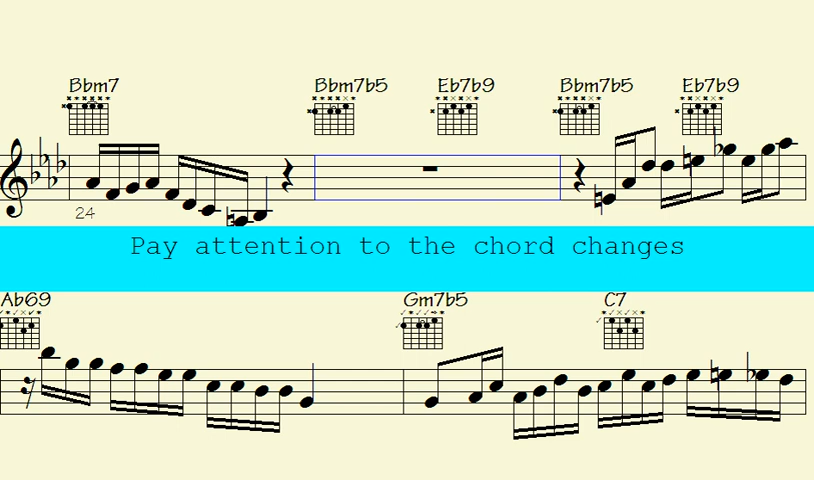 Bbm7 Bbm7b5 Eb7b9 Bbm7b5 Eb7b9
24
Pay attention to the chord changes
Ab69 Gm7b5 C7